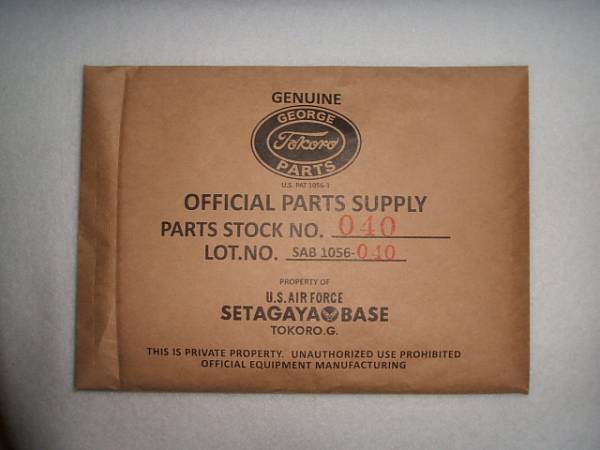 GENUINE
GEORGE
Tokoro
PARTS
U.S. PAT 1056-1
OFFICIAL PARTS SUPPLY
PARTS STOCK NO. 040
LOT.NO. SAB 1056-040
PROPERTY OF
U.S. AIR FORCE
SETAGAYA BASE
TOKORO.G.
THIS IS PRIVATE PROPERTY. UNAUTHORIZED USE PROHIBITED
OFFICIAL EQUIPMENT MANUFACTURING